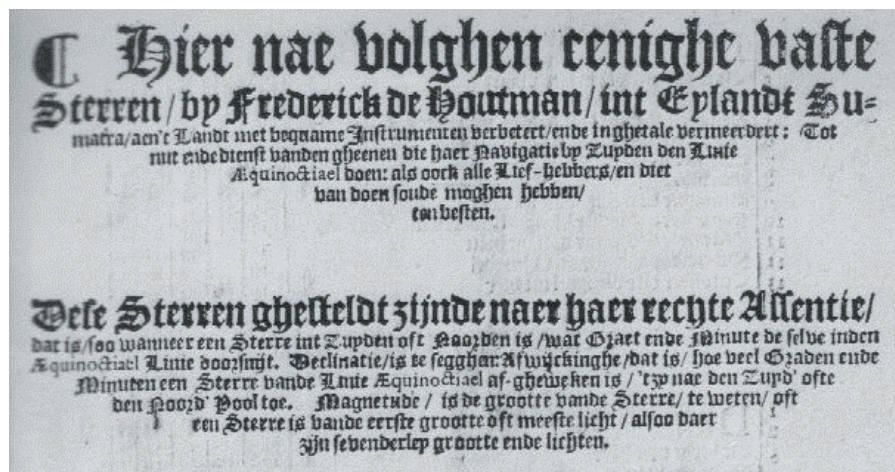 ¶ Hier nae volghen eenighe vaste
Sterren / by Frederick de Houtman / int Eylandt Su-
matra/aen't Landt met bequame Instrumenten verbetert/ende inghetale vermeerdert: Tot
nut ende dienst vanden gheenen die haer Navigatie by Zuyden den Linie
Æquinoctiael doen: als oock alle Lief-hebbers/en diet
van doen soude moghen hebben/
ten besten.
Dese Sterren ghesteldt zijnde naer haer rechte Assentie/
dat is/soo wanneer een Sterre int Zuyden oft Noorden is /wat Graet ende Minute de selve inden
Æquinoctiael Linie doorsnijt. Declinatie/is te segghen Afwijckinghe/dat is/ hoe veel Graden ende
Minuten een Sterre vande Linie Æquinoctiael af-gheweken is / 'tzy nae den Zuyd' ofte
den Noord' Pool toe. Magnetude / is de grootte vande Sterre/ te weten/ oft
een Sterre is vande eerste grootte oft meeste licht / alsoo daer
zijn sevenderley grootte ende lichten.